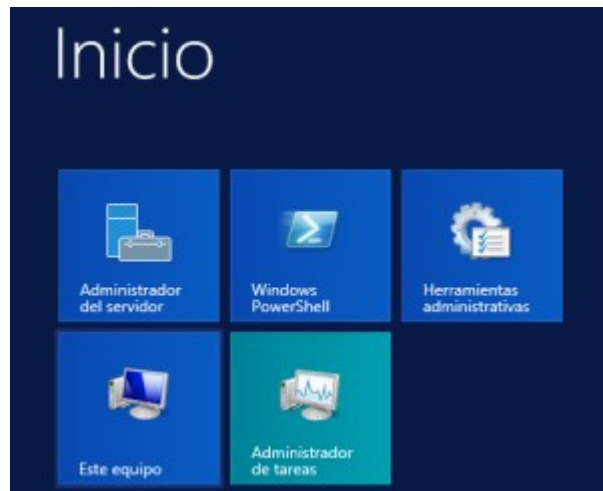 Inicio
Administrador
del servidor
Windows
PowerShell
Herramientas
administrativas
Este equipo
Administrador
de tareas